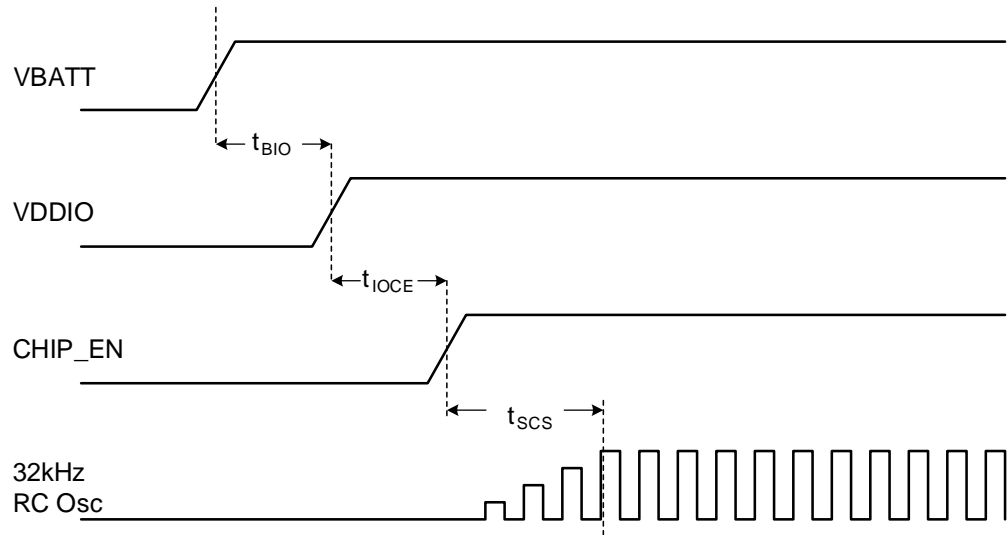 VBATT
tBIO
VDDIO
tIOCE
CHIP_EN
tSCS
32kHz
RC Osc